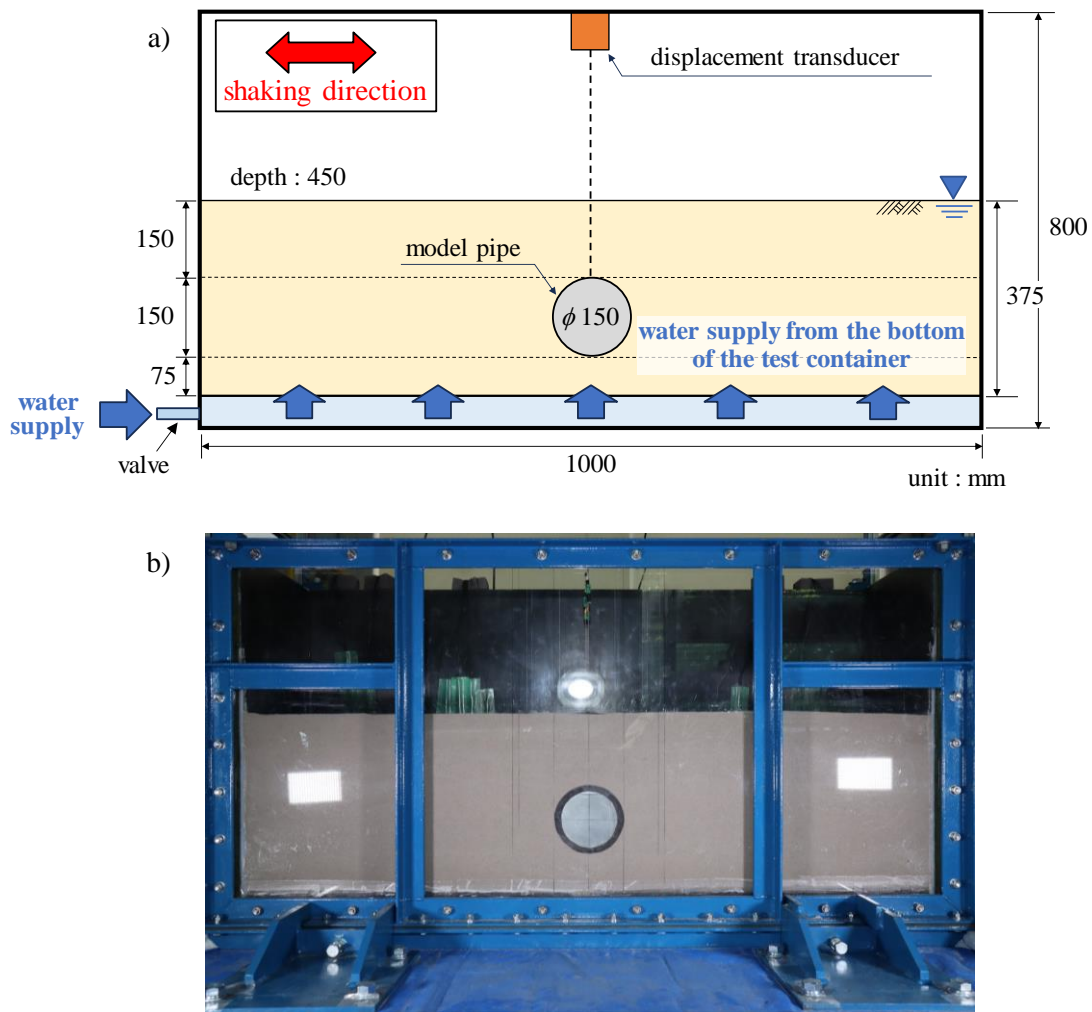 a)
shaking direction
displacement transducer
depth : 450
150
model pipe
800
150
ϕ 150
375
water supply from the bottom
of the test container
75
water
supply
valve
1000
unit : mm
b)